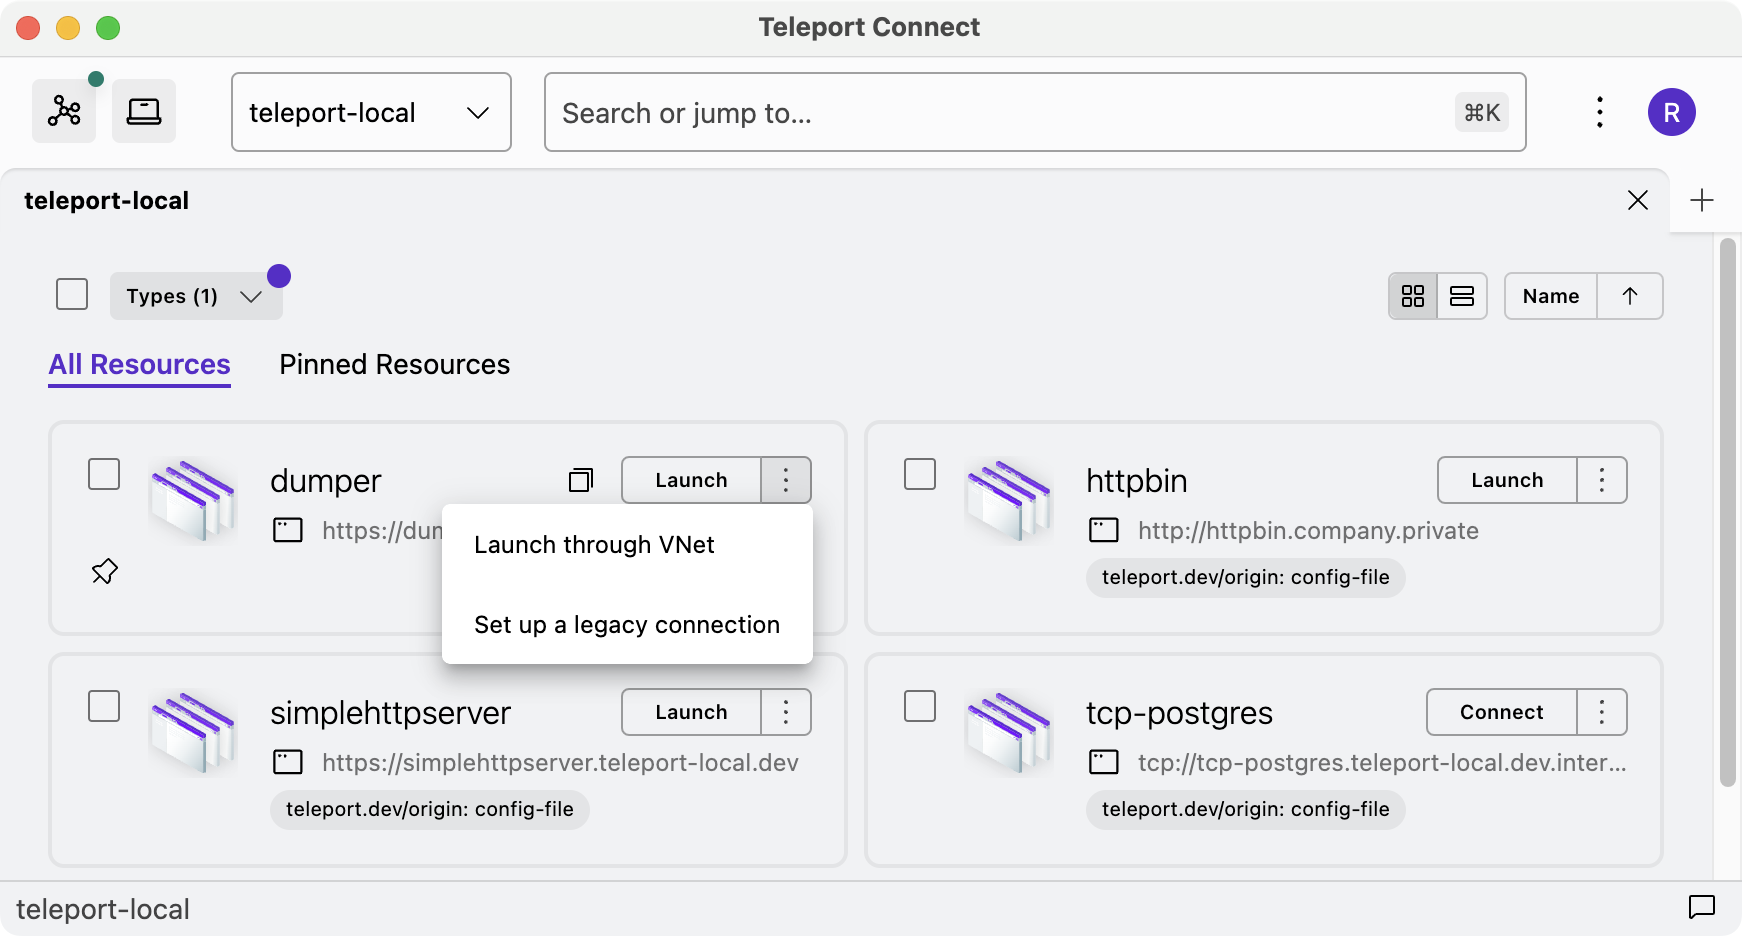 Teleport Connect
teleport-local
Search or jump to...
⌘K
R
teleport-local
Types (1)
Name
All Resources
Pinned Resources
dumper
Launch
https://dum
Launch through VNet
Set up a legacy connection
httpbin
Launch
http://httpbin.company.private
teleport.dev/origin: config-file
simplehttpserver
Launch
https://simplehttpserver.teleport-local.dev
teleport.dev/origin: config-file
tcp-postgres
Connect
tcp://tcp-postgres.teleport-local.dev.inter...
teleport.dev/origin: config-file
teleport-local